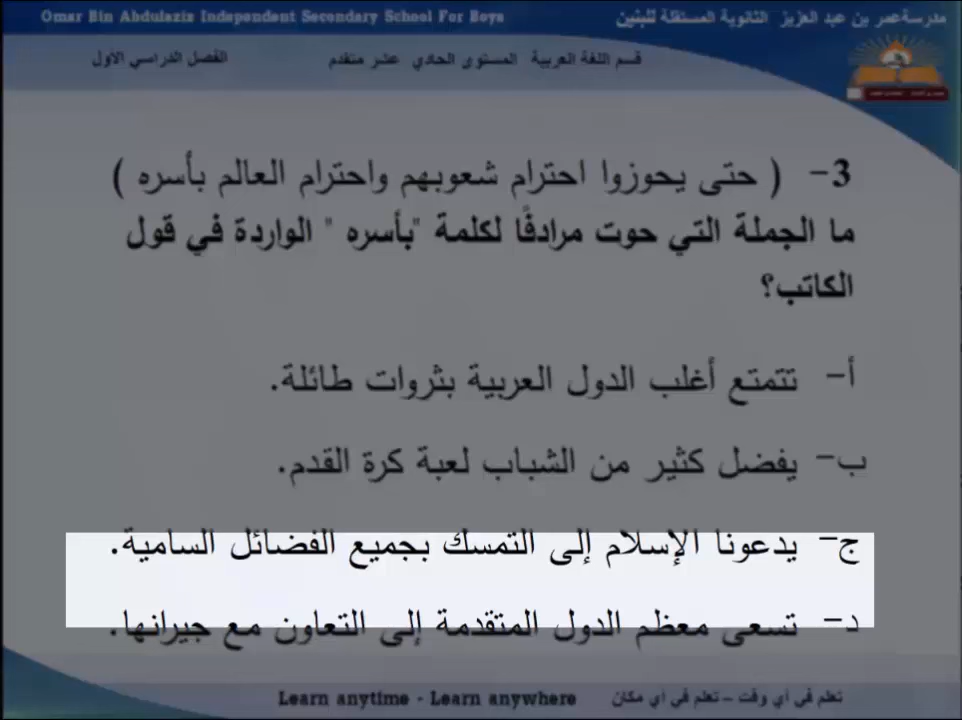 Omar Bin Abdulaziz Independent Secondary School For Boys
مدرسة عمر بن عبد العزيز الثانوية المستقلة للبنين
قسم اللغة العربية المستوى الحادي عشر متقدم
الفصل الدراسي الأول
3- ( حتى يحوزوا احترام شعوبهم واحترام العالم بأسره )
ما الجملة التي حوت مرادفًا لكلمة "بأسره " الواردة في قول
الكاتب؟
أ- تتمتع أغلب الدول العربية بثروات طائلة.
ب- يفضل كثير من الشباب لعبة كرة القدم.
ج- يدعونا الإسلام إلى التمسك بجميع الفضائل السامية.
د- تسعى معظم الدول المتقدمة إلى التعاون مع جيرانها.
Learn anytime - Learn anywhere
تعلم في أي وقت – تعلم في أي مكان